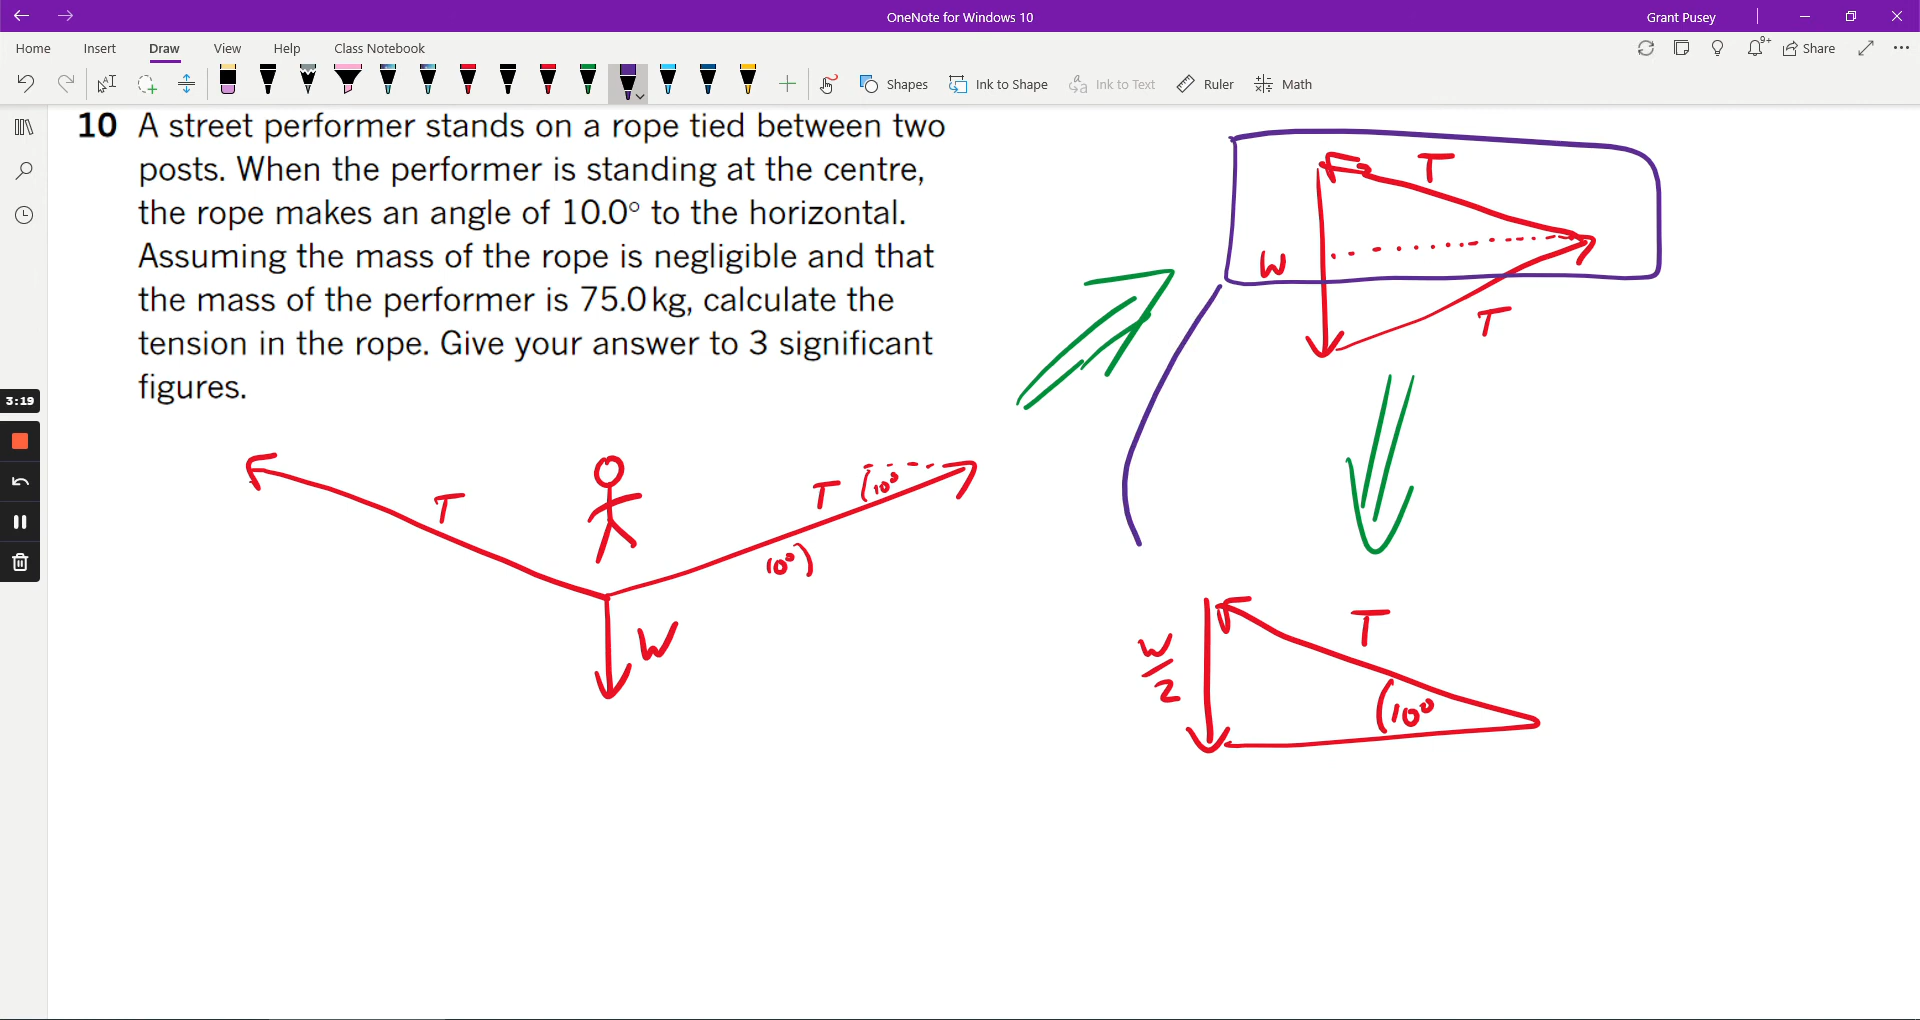 OneNote for Windows 10
Grant Pusey
Home Insert Draw View Help Class Notebook
9+
Share
Shapes Ink to Shape Ink to Text Ruler Math
10 A street performer stands on a rope tied between two
posts. When the performer is standing at the centre,
the rope makes an angle of 10.0° to the horizontal.
Assuming the mass of the rope is negligible and that
the mass of the performer is 75.0 kg, calculate the
tension in the rope. Give your answer to 3 significant
figures.
3:19
T
W
T
T
T
10°
10°
W
T
W/2
10°